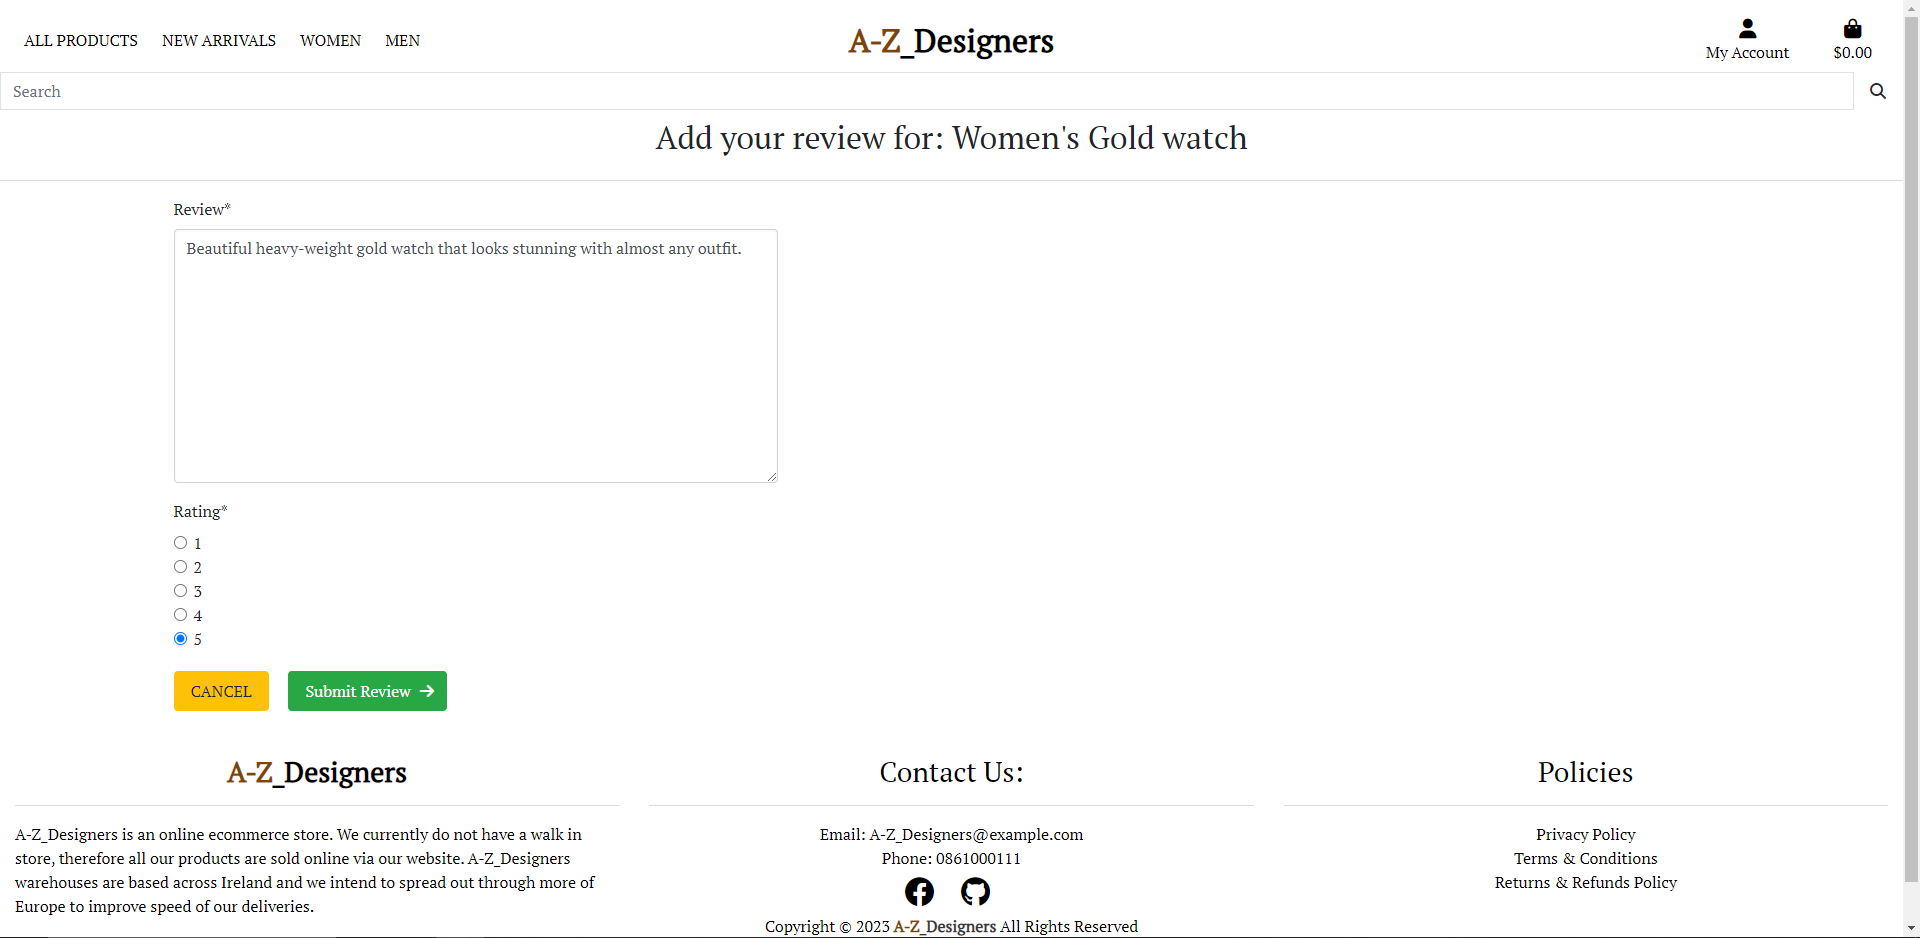 ALL PRODUCTS NEW ARRIVALS WOMEN MEN
A-Z_Designers
My Account
$0.00
Search
Add your review for: Women's Gold watch
Review*
Beautiful heavy-weight gold watch that looks stunning with almost any outfit.
Rating*
1
2
3
4
5
CANCEL Submit Review
A-Z_Designers
A-Z_Designers is an online ecommerce store. We currently do not have a walk in
store, therefore all our products are sold online via our website. A-Z_Designers
warehouses are based across Ireland and we intend to spread out through more of
Europe to improve speed of our deliveries.
Contact Us:
Email: A-Z_Designers@example.com
Phone: 0861000111
Policies
Privacy Policy
Terms & Conditions
Returns & Refunds Policy
Copyright © 2023 A-Z_Designers All Rights Reserved